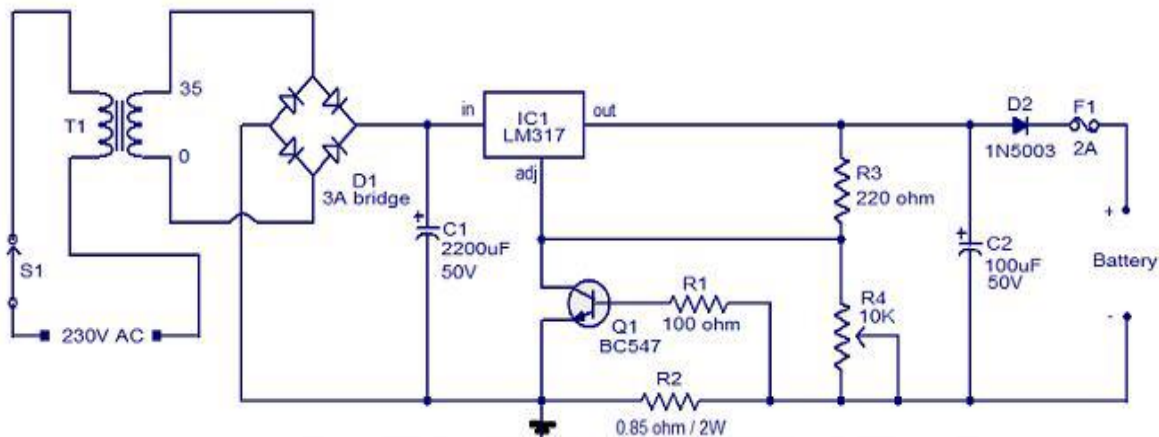 35
T1
0
S1
230V AC
D1
3A bridge
+
C1
2200uF
50V
in
IC1
LM317
out
adj
Q1
BC547
R1
100 ohm
R2
0.85 ohm / 2W
R3
220 ohm
R4
10K
+
C2
100uF
50V
D2
1N5003
F1
2A
+
Battery
-